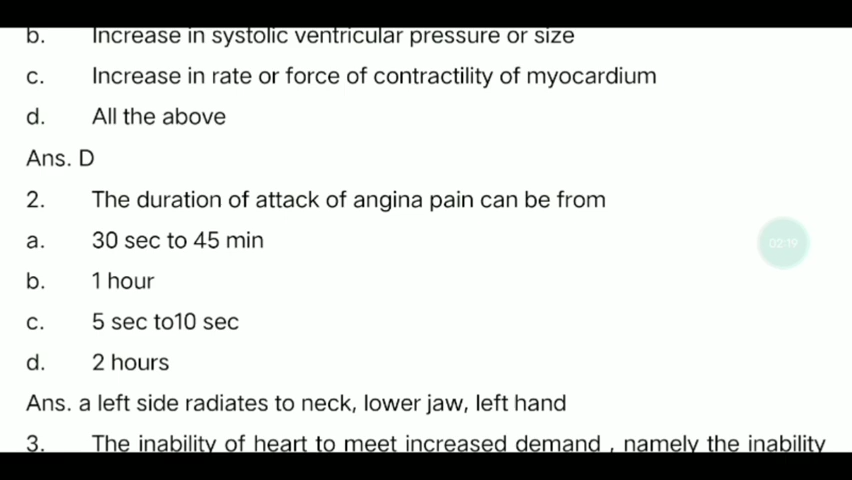 b. Increase in systolic ventricular pressure or size
c. Increase in rate or force of contractility of myocardium
d. All the above
Ans. D
2. The duration of attack of angina pain can be from
a. 30 sec to 45 min
02:19
b. 1 hour
c. 5 sec to10 sec
d. 2 hours
Ans. a left side radiates to neck, lower jaw, left hand
3. The inability of heart to meet increased demand , namely the inability